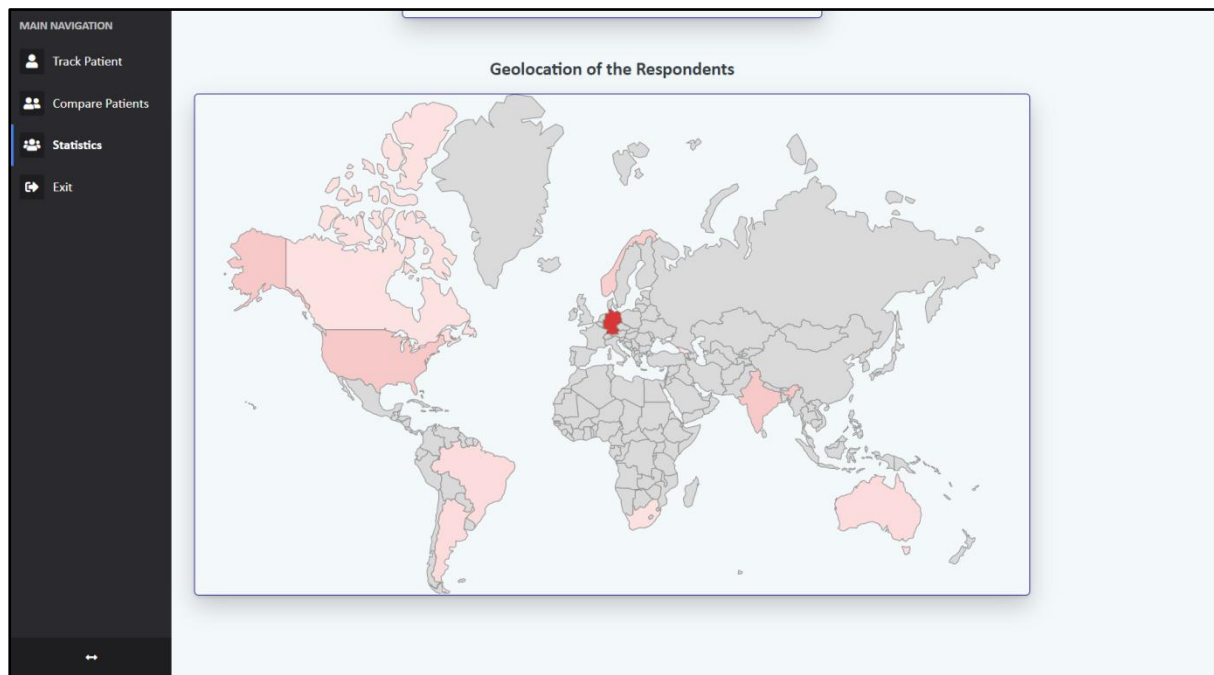 MAIN NAVIGATION
Track Patient
Compare Patients
Statistics
Exit
Geolocation of the Respondents